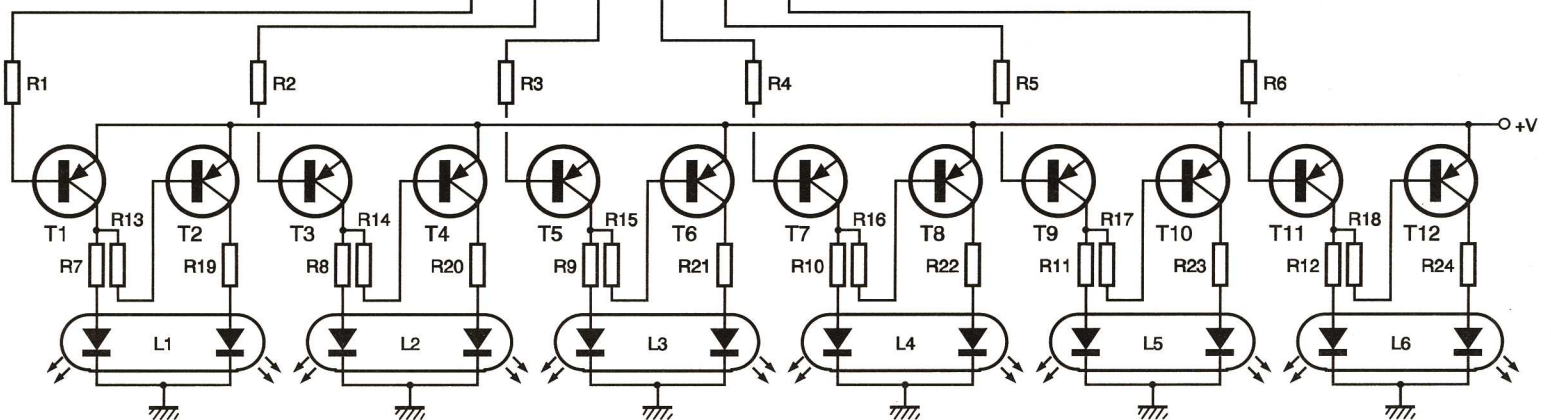 R1 R2 R3 R4 R5 R6
+V
R13 R14 R15 R16 R17 R18
T1 T2 T3 T4 T5 T6 T7 T8 T9 T10 T11 T12
R7 R19 R8 R20 R9 R21 R10 R22 R11 R23 R12 R24
L1 L2 L3 L4 L5 L6